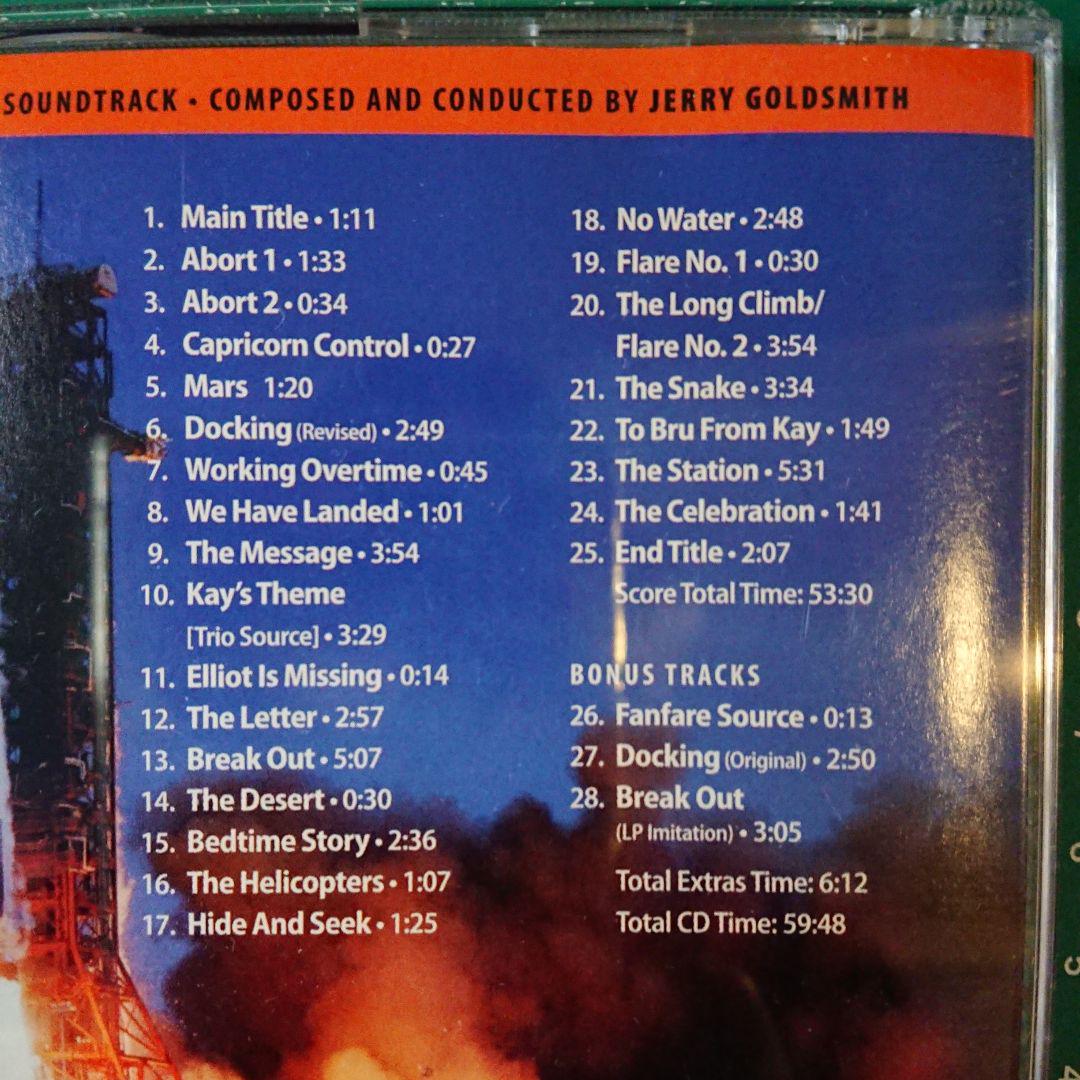 SOUNDTRACK • COMPOSED AND CONDUCTED BY JERRY GOLDSMITH
1. Main Title • 1:11
2. Abort 1 • 1:33
3. Abort 2 • 0:34
4. Capricorn Control • 0:27
5. Mars 1:20
6. Docking (Revised) • 2:49
7. Working Overtime • 0:45
8. We Have Landed • 1:01
9. The Message • 3:54
10. Kay's Theme
[Trio Source] • 3:29
11. Elliot Is Missing • 0:14
12. The Letter • 2:57
13. Break Out • 5:07
14. The Desert • 0:30
15. Bedtime Story • 2:36
16. The Helicopters • 1:07
17. Hide And Seek • 1:25
18. No Water • 2:48
19. Flare No. 1 • 0:30
20. The Long Climb/
Flare No. 2 • 3:54
21. The Snake • 3:34
22. To Bru From Kay • 1:49
23. The Station • 5:31
24. The Celebration • 1:41
25. End Title • 2:07
Score Total Time: 53:30
BONUS TRACKS
26. Fanfare Source • 0:13
27. Docking (Original) • 2:50
28. Break Out
(LP Imitation) • 3:05
Total Extras Time: 6:12
Total CD Time: 59:48